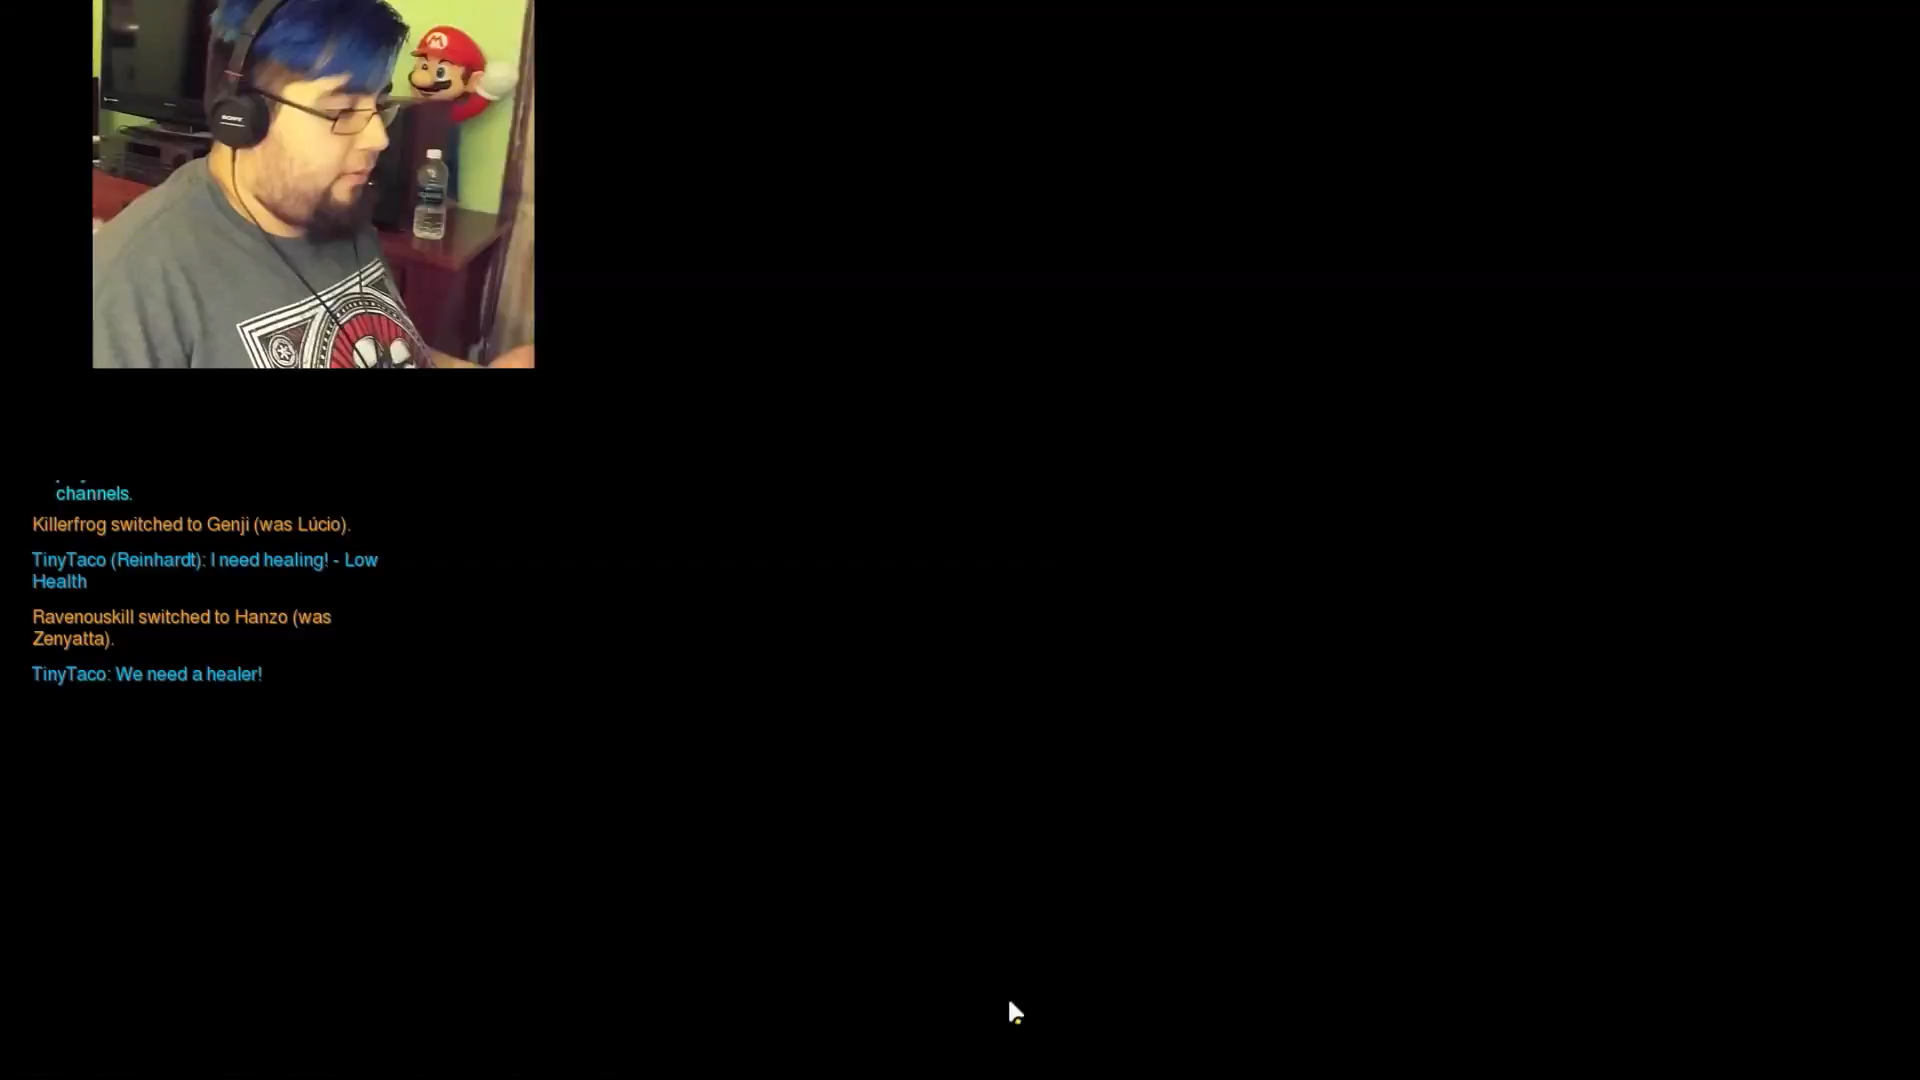 SONY
M
channels.
Killerfrog switched to Genji (was Lúcio).
TinyTaco (Reinhardt): I need healing! - Low
Health
Ravenouskill switched to Hanzo (was
Zenyatta).
TinyTaco: We need a healer!